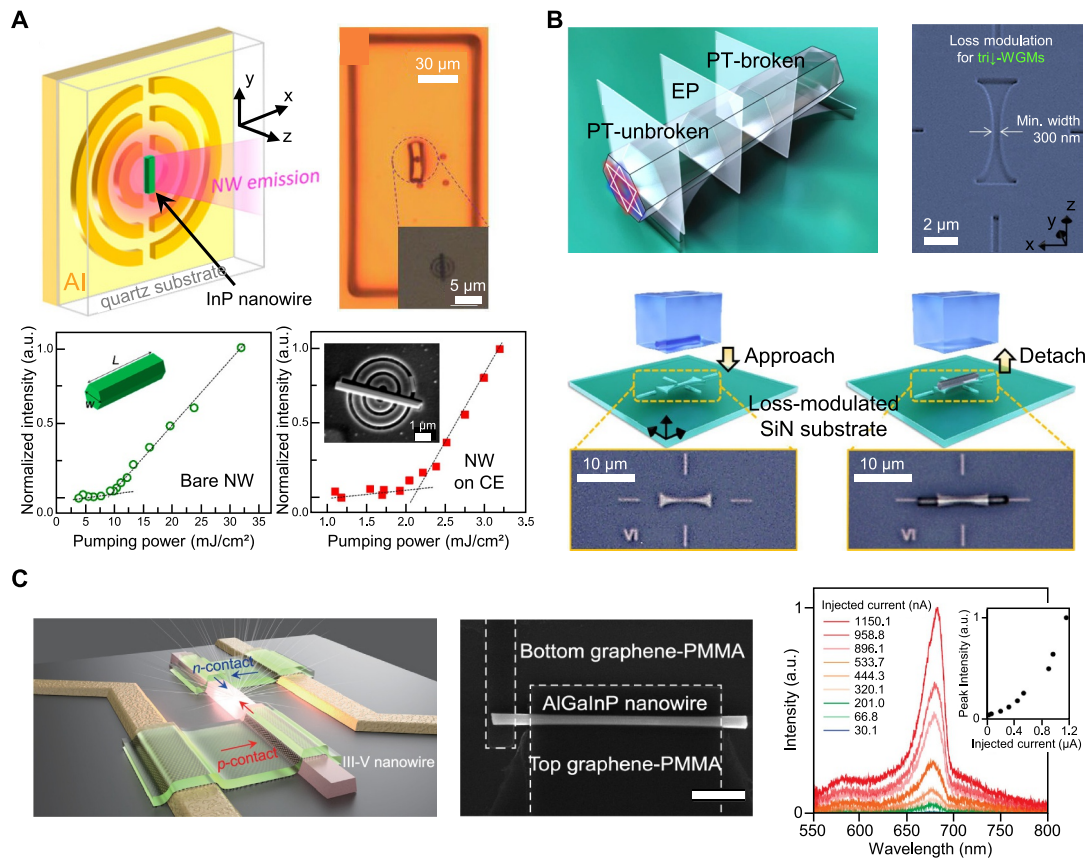 A
y
x
z
NW emission
Al
quartz substrate
InP nanowire
30 μm
5 μm
Normalized intensity (a.u.)
1.0
0.5
0.0
L
w
Bare NW
0 5 10 15 20 25 30 35
Pumping power (mJ/cm²)
Normalized intensity (a.u.)
1.0
0.5
0.0
1 μm
NW
on CE
1.0 1.5 2.0 2.5 3.0 3.5
Pumping power (mJ/cm²)
B
PT-broken
EP
PT-unbroken
Loss modulation
for tri↓-WGMs
Min. width
300 nm
2 μm
z
y
x
Approach
Detach
Loss-modulated
SiN substrate
10 μm
VI
10 μm
VI
C
n-contact
p-contact
III-V nanowire
Bottom graphene-PMMA
AlGaInP nanowire
Top graphene-PMMA
Intensity (a.u.)
1
0
Injected current (nA)
1150.1
958.8
896.1
533.7
444.3
320.1
201.0
66.8
30.1
Peak Intensity (a.u.)
1
0
0 0.4 0.8 1.2
Injected current (μA)
550 600 650 700 750 800
Wavelength (nm)